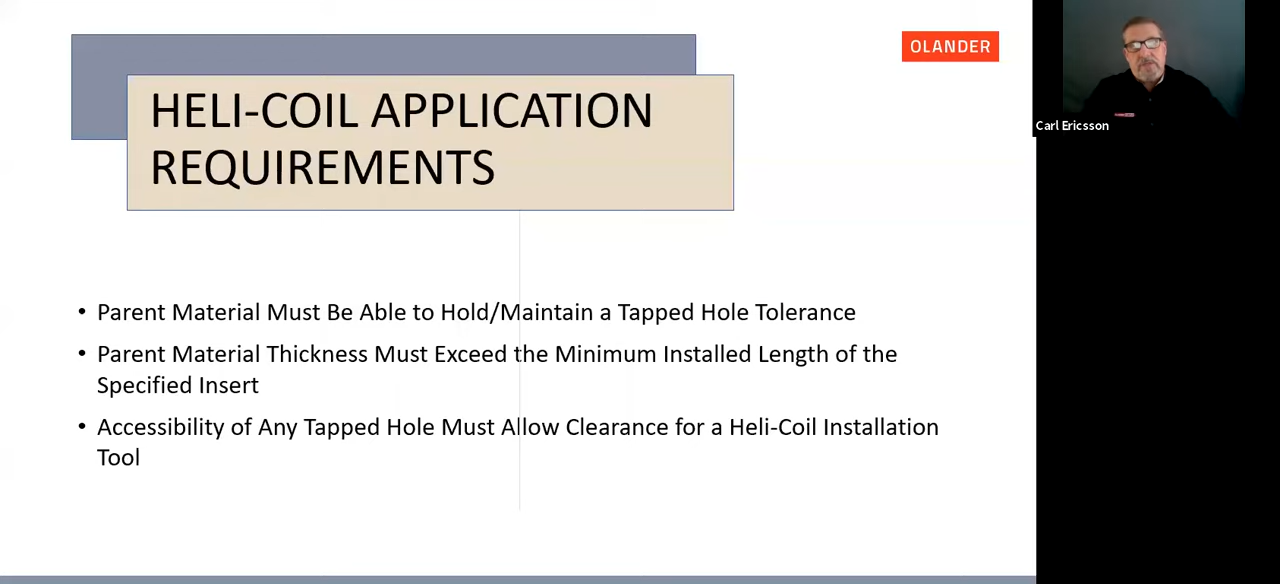 HELI-COIL APPLICATION
REQUIREMENTS
OLANDER
Carl Ericsson
• Parent Material Must Be Able to Hold/Maintain a Tapped Hole Tolerance
• Parent Material Thickness Must Exceed the Minimum Installed Length of the
Specified Insert
• Accessibility of Any Tapped Hole Must Allow Clearance for a Heli-Coil Installation
Tool